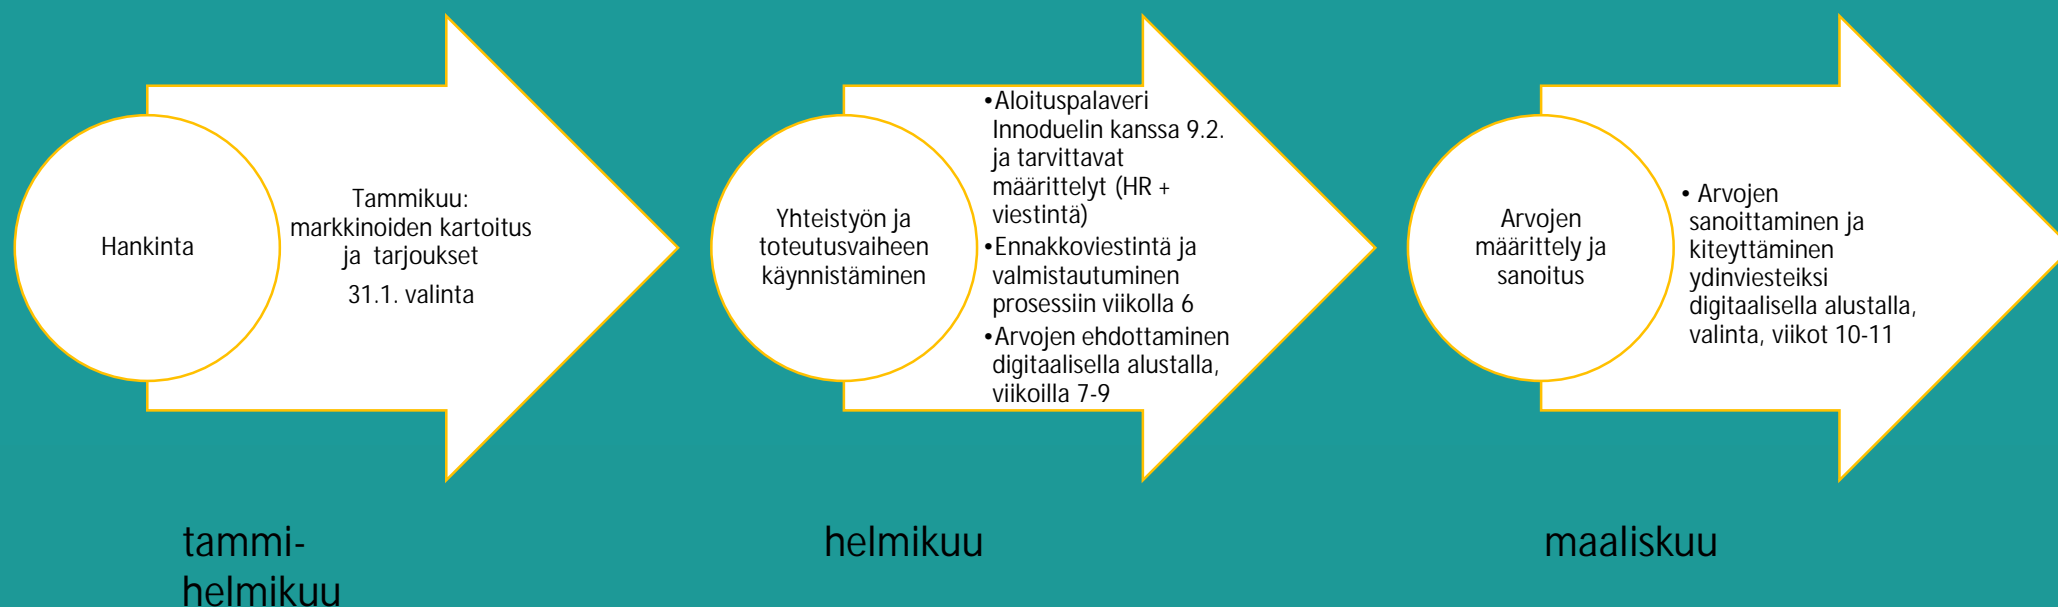 Hankinta
Tammikuu:
markkinoiden kartoitus
ja tarjoukset
31.1. valinta
Yhteistyön ja
toteutusvaiheen
käynnistäminen
•Aloituspalaveri
Innoduelin kanssa 9.2.
ja tarvittavat
määrittelyt (HR +
viestintä)
•Ennakkoviestintä ja
valmistautuminen
prosessiin viikolla 6
•Arvojen ehdottaminen
digitaalisella alustalla,
viikoilla 7-9
Arvojen
määrittely ja
sanoitus
• Arvojen
sanoittaminen ja
kiteyttäminen
ydinviesteiksi
digitaalisella alustalla,
valinta, viikot 10-11
tammi-
helmikuu
helmikuu
maaliskuu